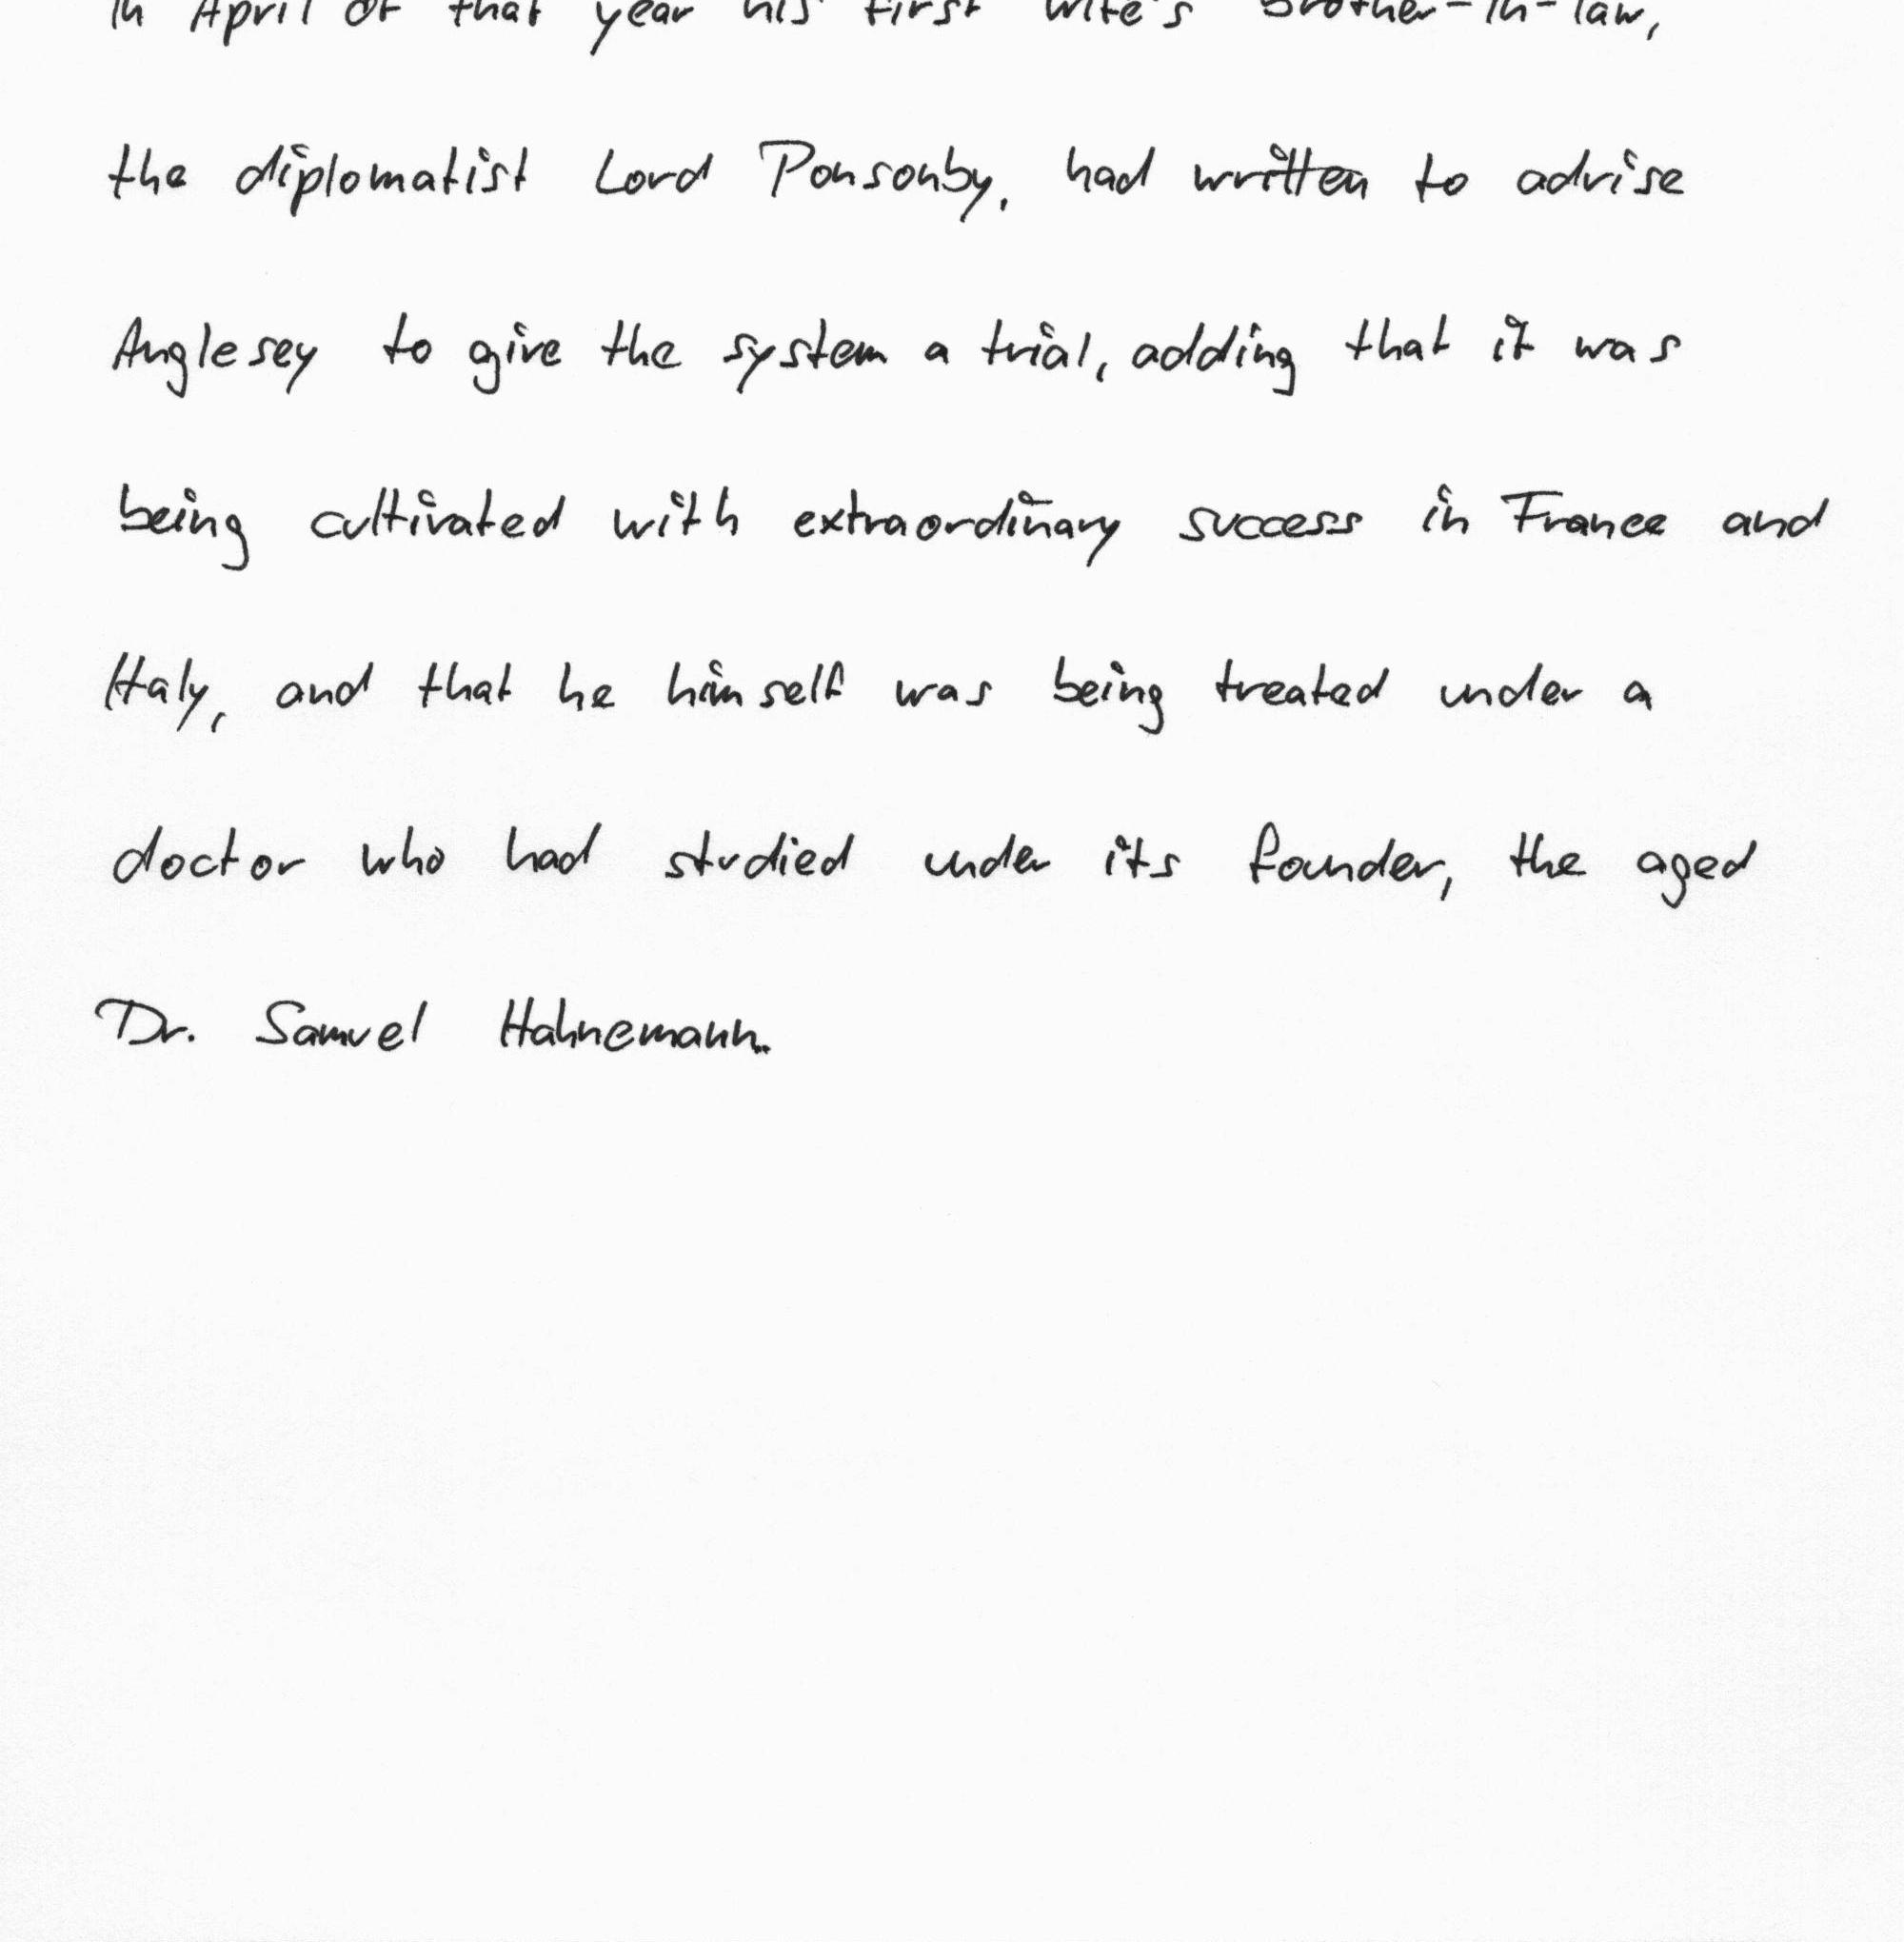 In April of that year his first wife's brother-in-law,
the diplomatist Lord Ponsonby, had written to advise
Anglesey to give the system a trial, adding that it was
being cultivated with extraordinary success in France and
Italy, and that he himself was being treated under a
doctor who had studied under its founder, the aged
Dr. Samuel Hahnemann.